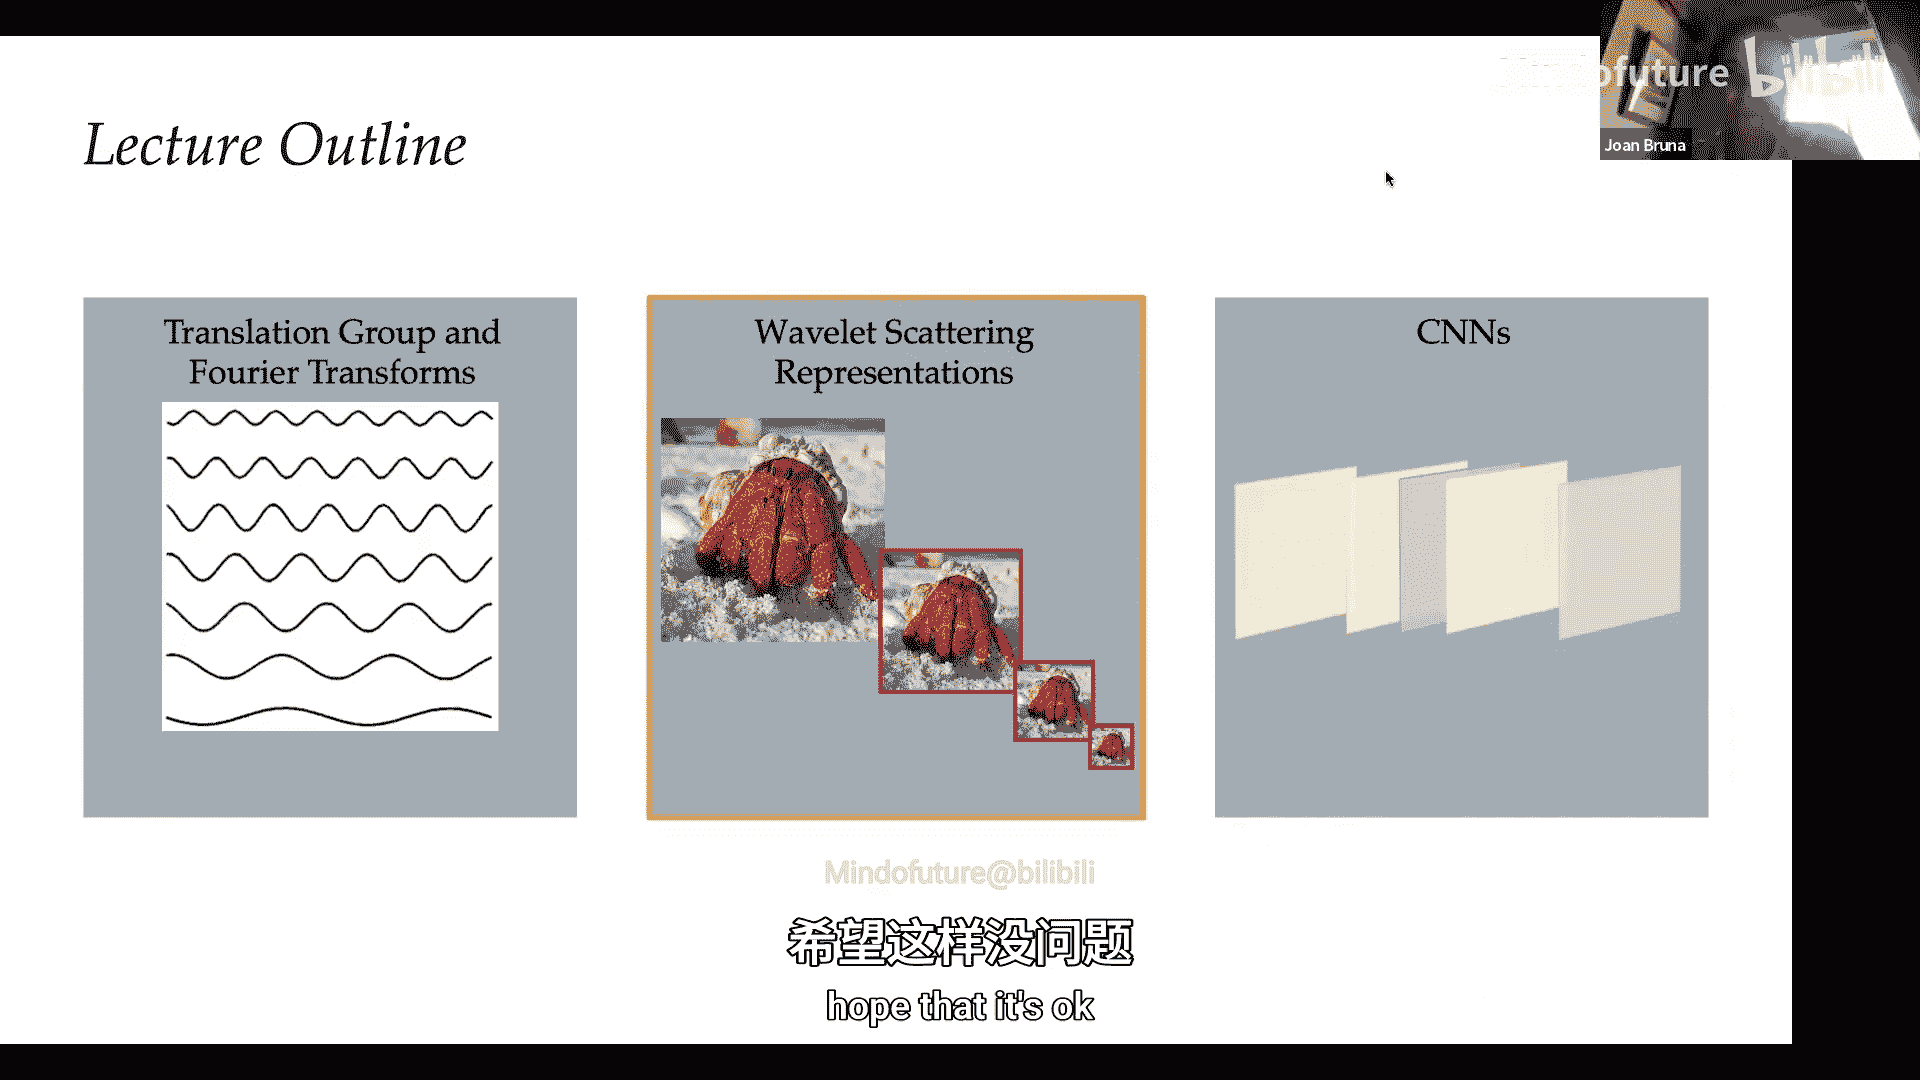 Lecture Outline
ofuture bilibili
Joan Bruna
Translation Group and
Fourier Transforms
Wavelet Scattering
Representations
CNNs
Mindofuture@bilibili
希望这样没问题
hope that it's ok